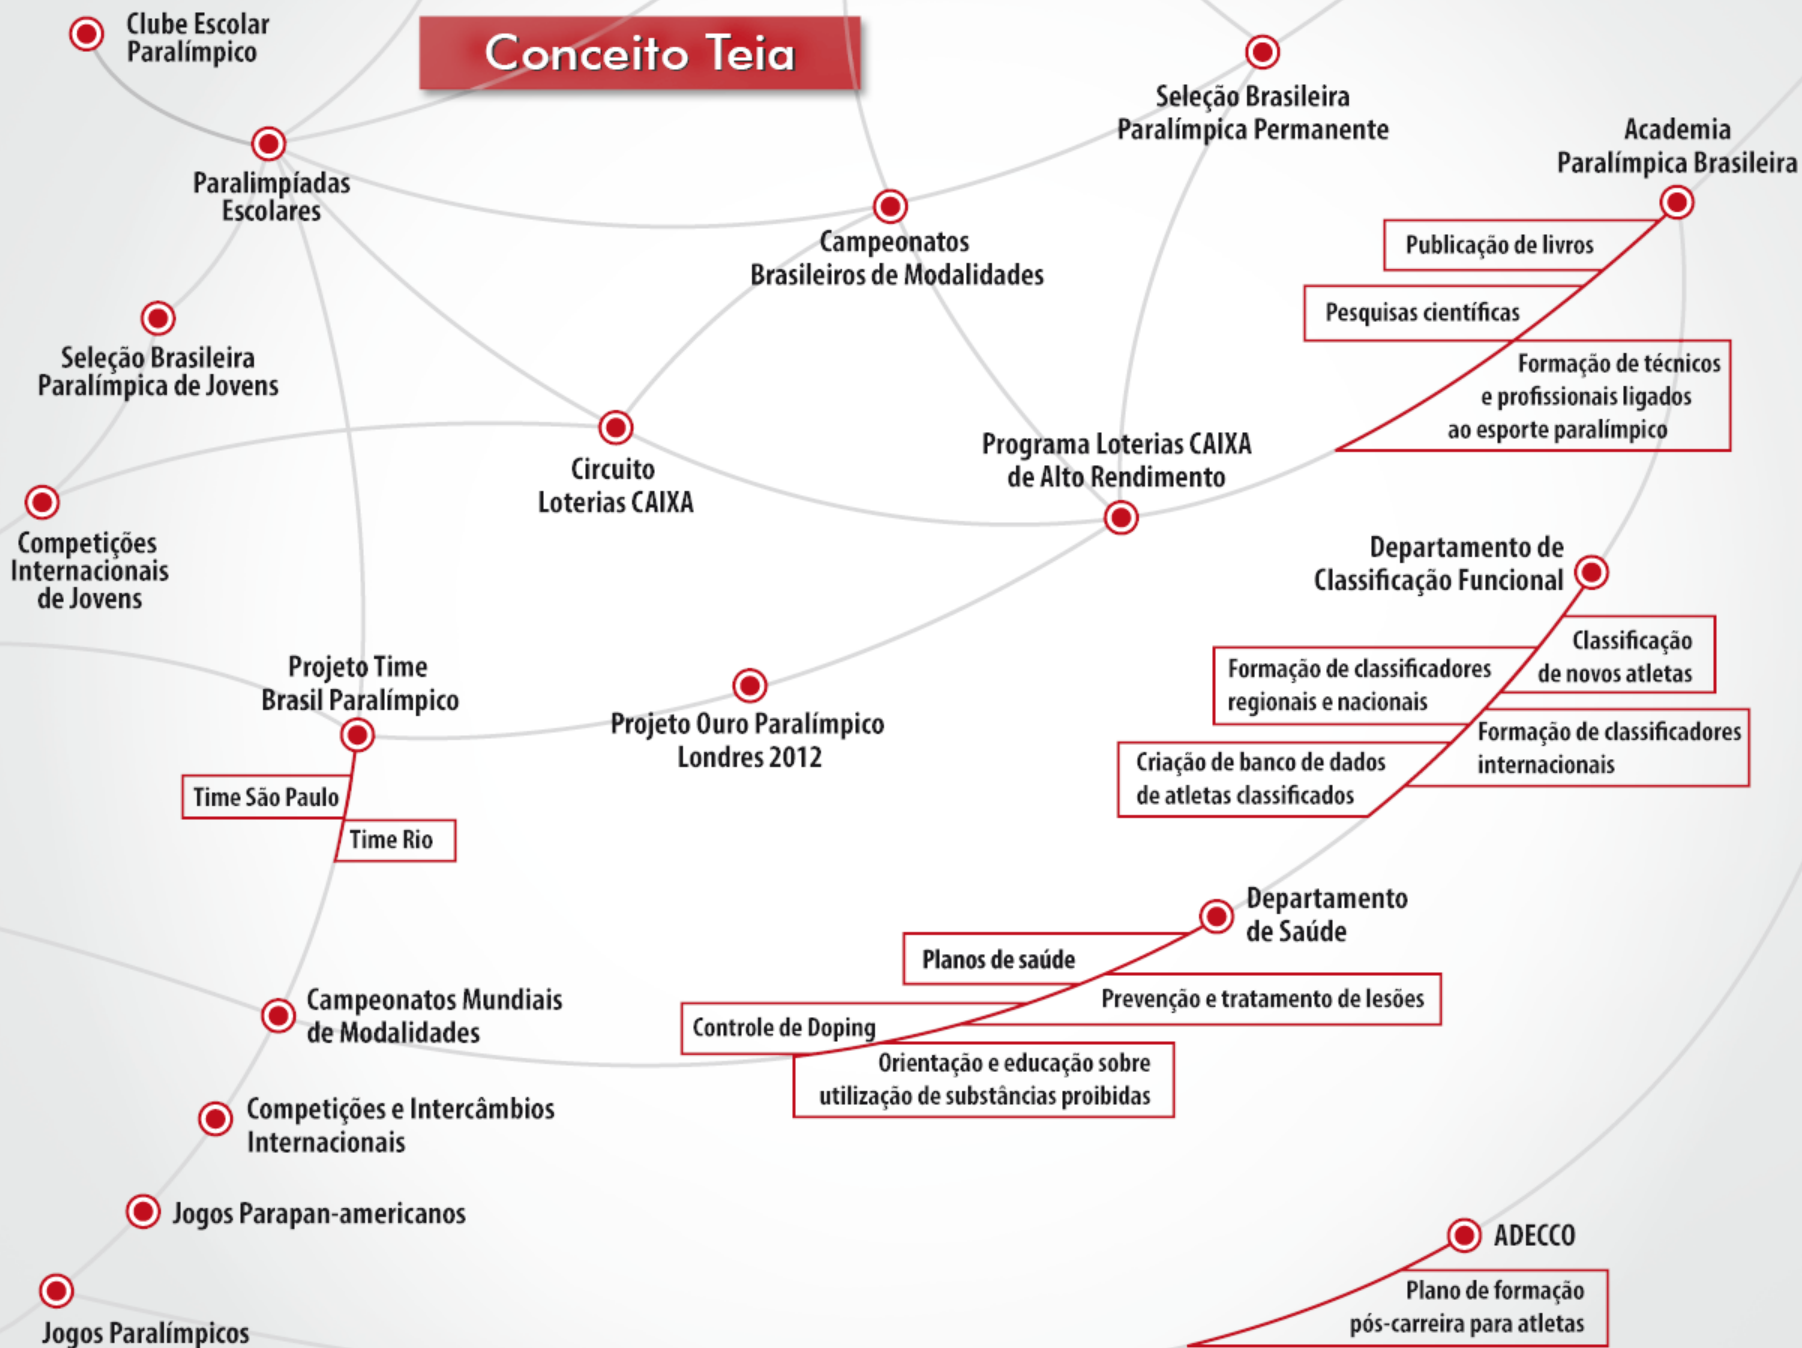 Clube Escolar
Paralímpico
Conceito Teia
Seleção Brasileira
Paralímpica Permanente
Academia
Paralímpica Brasileira
Paralimpíadas
Escolares
Publicação de livros
Campeonatos
Brasileiros de Modalidades
Pesquisas científicas
Seleção Brasileira
Paralímpica de Jovens
Formação de técnicos
e profissionais ligados
ao esporte paralímpico
Circuito
Loterias CAIXA
Programa Loterias CAIXA
de Alto Rendimento
Competições
Internacionais
de Jovens
Departamento de
Classificação Funcional
Classificação
de novos atletas
Formação de classificadores
regionais e nacionais
Projeto Time
Brasil Paralímpico
Projeto Ouro Paralímpico
Londres 2012
Formação de classificadores
internacionais
Criação de banco de dados
de atletas classificados
Time São Paulo
Time Rio
Departamento
de Saúde
Planos de saúde
Prevenção e tratamento de lesões
Campeonatos Mundiais
de Modalidades
Controle de Doping
Orientação e educação sobre
utilização de substâncias proibidas
Competições e Intercâmbios
Internacionais
Jogos Parapan-americanos
ADECCO
Plano de formação
pós-carreira para atletas
Jogos Paralímpicos